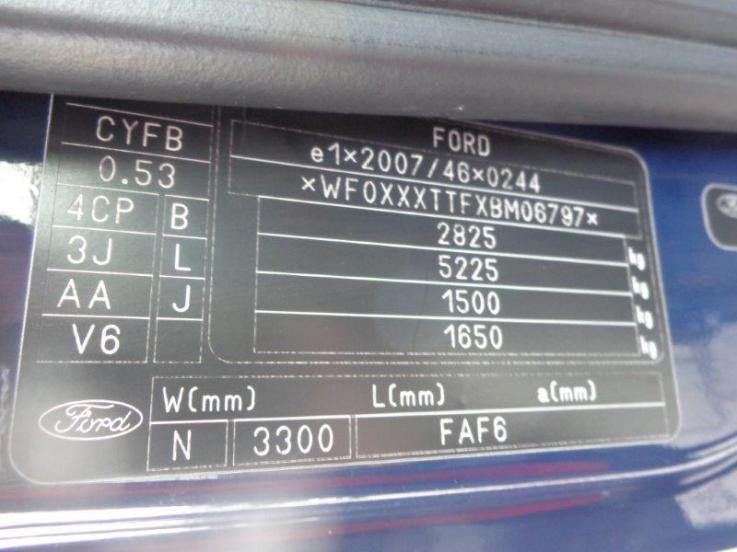 CYFB
0.53
4CP B
3J L
AA J
V6
FORD
e1×2007/46×0244
×WF0XXXTTFXBM06797×
2825 kg
5225 kg
1500 kg
1650 kg
W(mm) L(mm) a(mm)
Ford
N 3300 FAF6